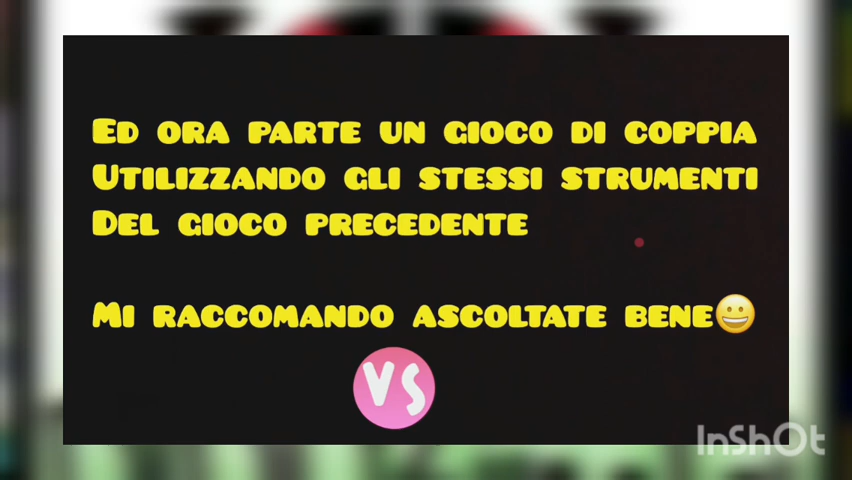 Ed ora parte un gioco di coppia
Utilizzando gli stessi strumenti
Del gioco precedente
Mi raccomando ascoltate bene😀
VS
InShOt